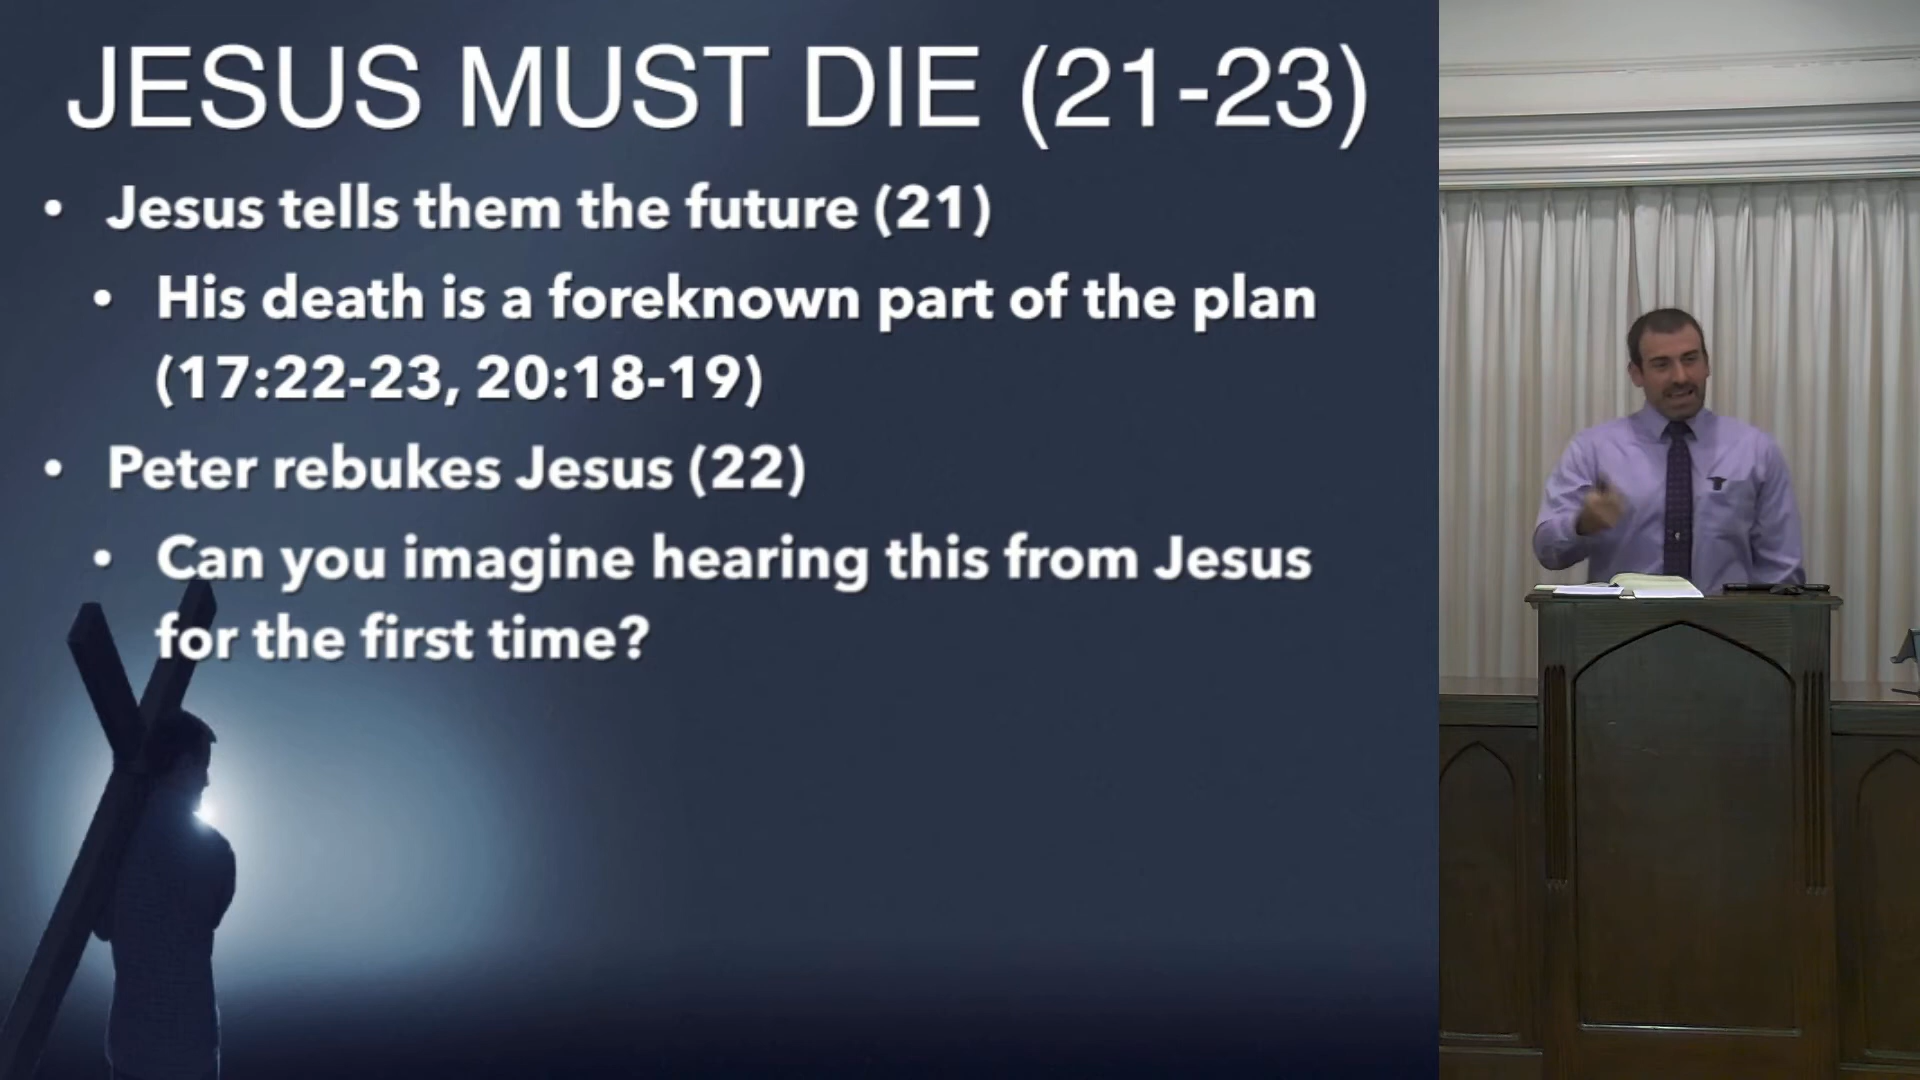 JESUS MUST DIE (21-23)
• Jesus tells them the future (21)
• His death is a foreknown part of the plan
(17:22-23, 20:18-19)
• Peter rebukes Jesus (22)
• Can you imagine hearing this from Jesus
for the first time?